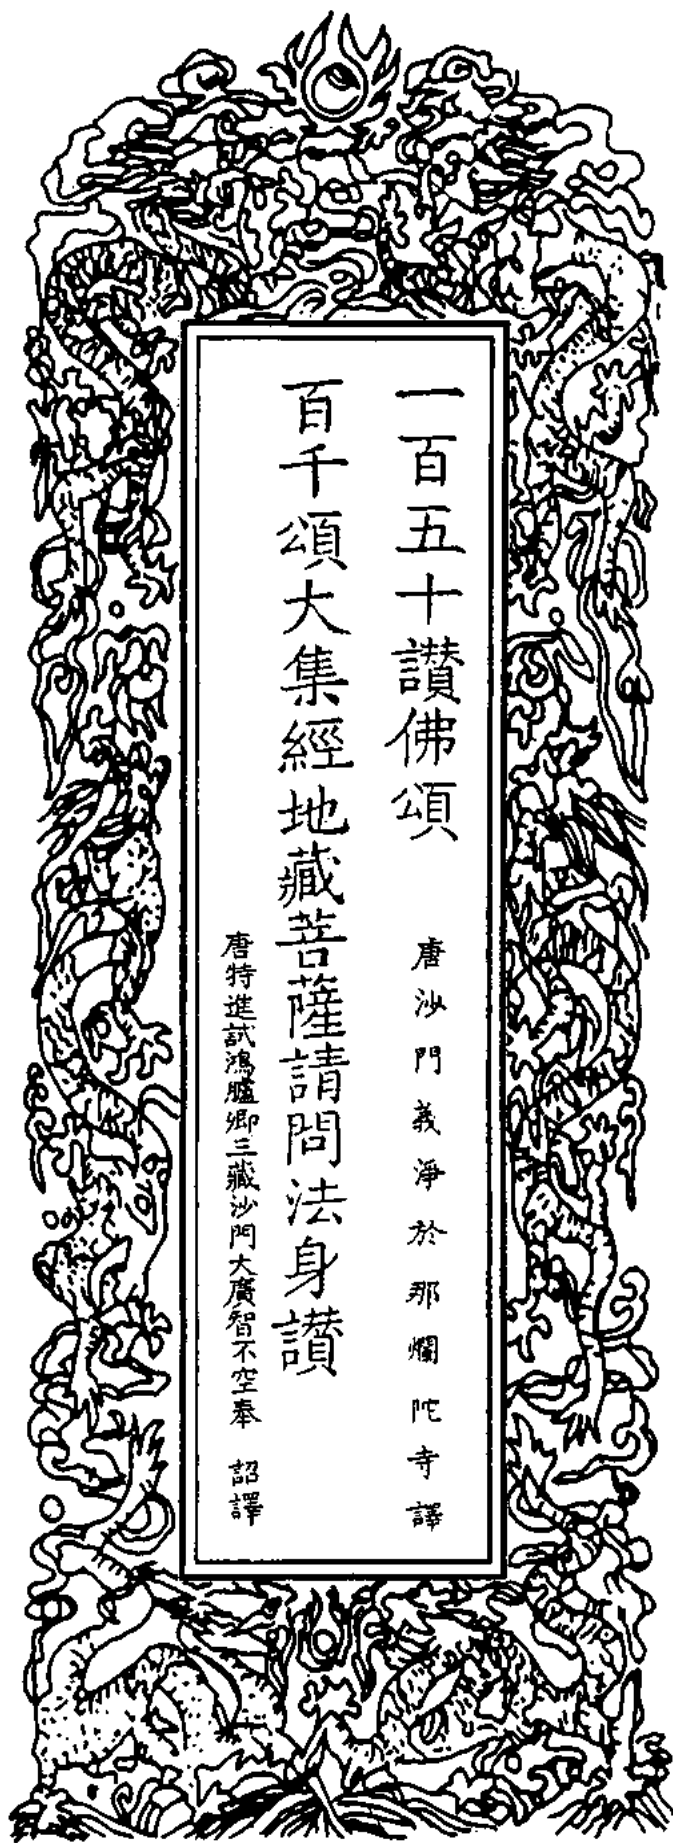 一百五十讚佛頌
唐沙門義淨於那爛陀寺譯
百千頌大集經地藏菩薩請問法身讚
唐特進試鴻臚卿三藏沙門大廣智不空奉 詔譯